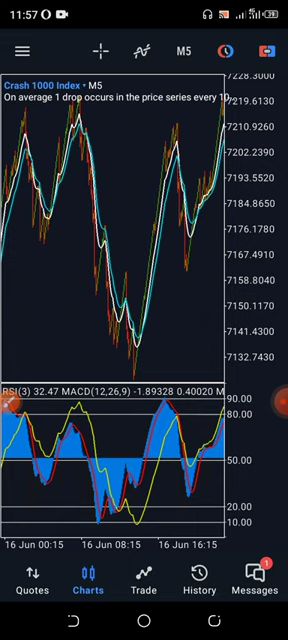 11:57
4G
29
M5
Crash 1000 Index M5
On average 1 drop occurs in the price series every 10
7228.3000
7219.6130
7210.9260
7202.2390
7193.5520
7184.8650
7176.1780
7167.4910
7158.8040
7150.1170
7141.4300
7132.7430
RSI(3) 32.47 MACD(12,26,9) -1.89328 0.40020 M
90.00
80.00
50.00
20.00
10.00
16 Jun 00:15 16 Jun 08:15 16 Jun 16:15
1
Quotes Charts Trade History Messages